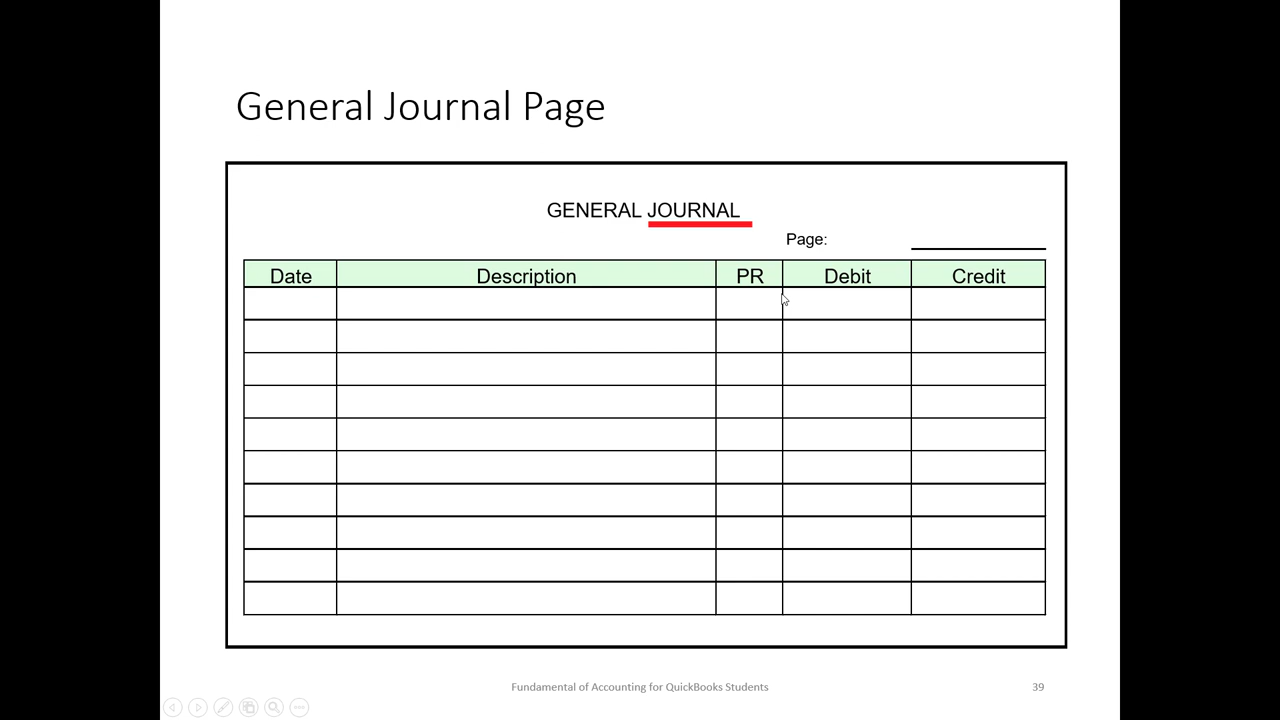 General Journal Page
GENERAL JOURNAL
Page:
Date Description PR Debit Credit
Fundamental of Accounting for QuickBooks Students 39